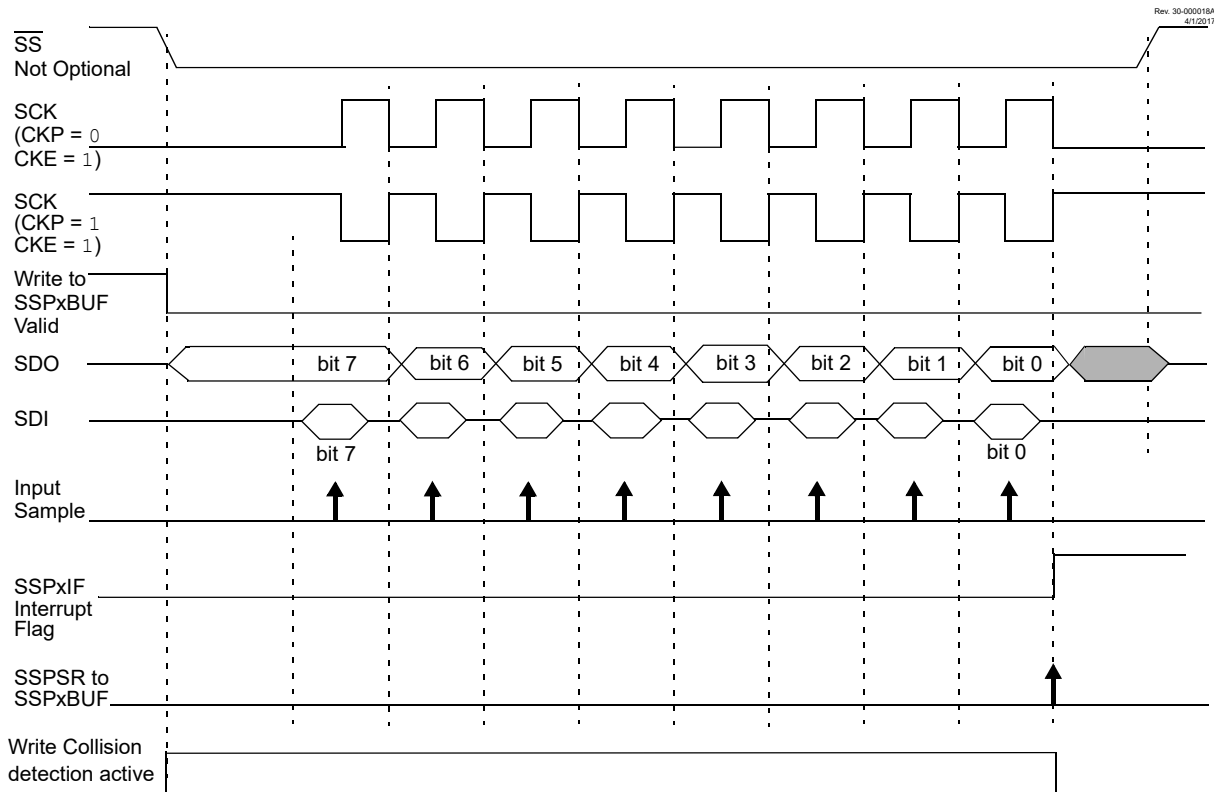 Rev. 30-000018A
4/1/2017
SS
Not Optional
SCK
(CKP = 0
CKE = 1)
SCK
(CKP = 1
CKE = 1)
Write to
SSPxBUF
Valid
SDO
bit 7
bit 6
bit 5
bit 4
bit 3
bit 2
bit 1
bit 0
SDI
bit 7
bit 0
Input
Sample
SSPxIF
Interrupt
Flag
SSPSR to
SSPxBUF
Write Collision
detection active